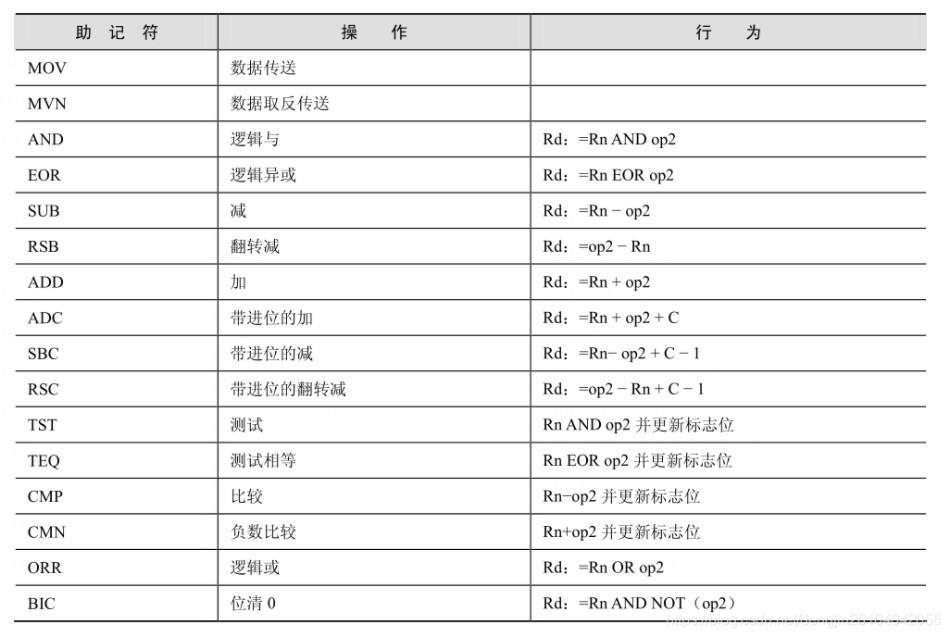 助 记 符 操 作 行 为
MOV 数据传送
MVN 数据取反传送
AND 逻辑与 Rd：=Rn AND op2
EOR 逻辑异或 Rd：=Rn EOR op2
SUB 减 Rd：=Rn − op2
RSB 翻转减 Rd：=op2 − Rn
ADD 加 Rd：=Rn + op2
ADC 带进位的加 Rd：=Rn + op2 + C
SBC 带进位的减 Rd：=Rn− op2 + C − 1
RSC 带进位的翻转减 Rd：=op2 − Rn + C − 1
TST 测试 Rn AND op2 并更新标志位
TEQ 测试相等 Rn EOR op2 并更新标志位
CMP 比较 Rn−op2 并更新标志位
CMN 负数比较 Rn+op2 并更新标志位
ORR 逻辑或 Rd：=Rn OR op2
BIC 位清 0 Rd：=Rn AND NOT（op2）